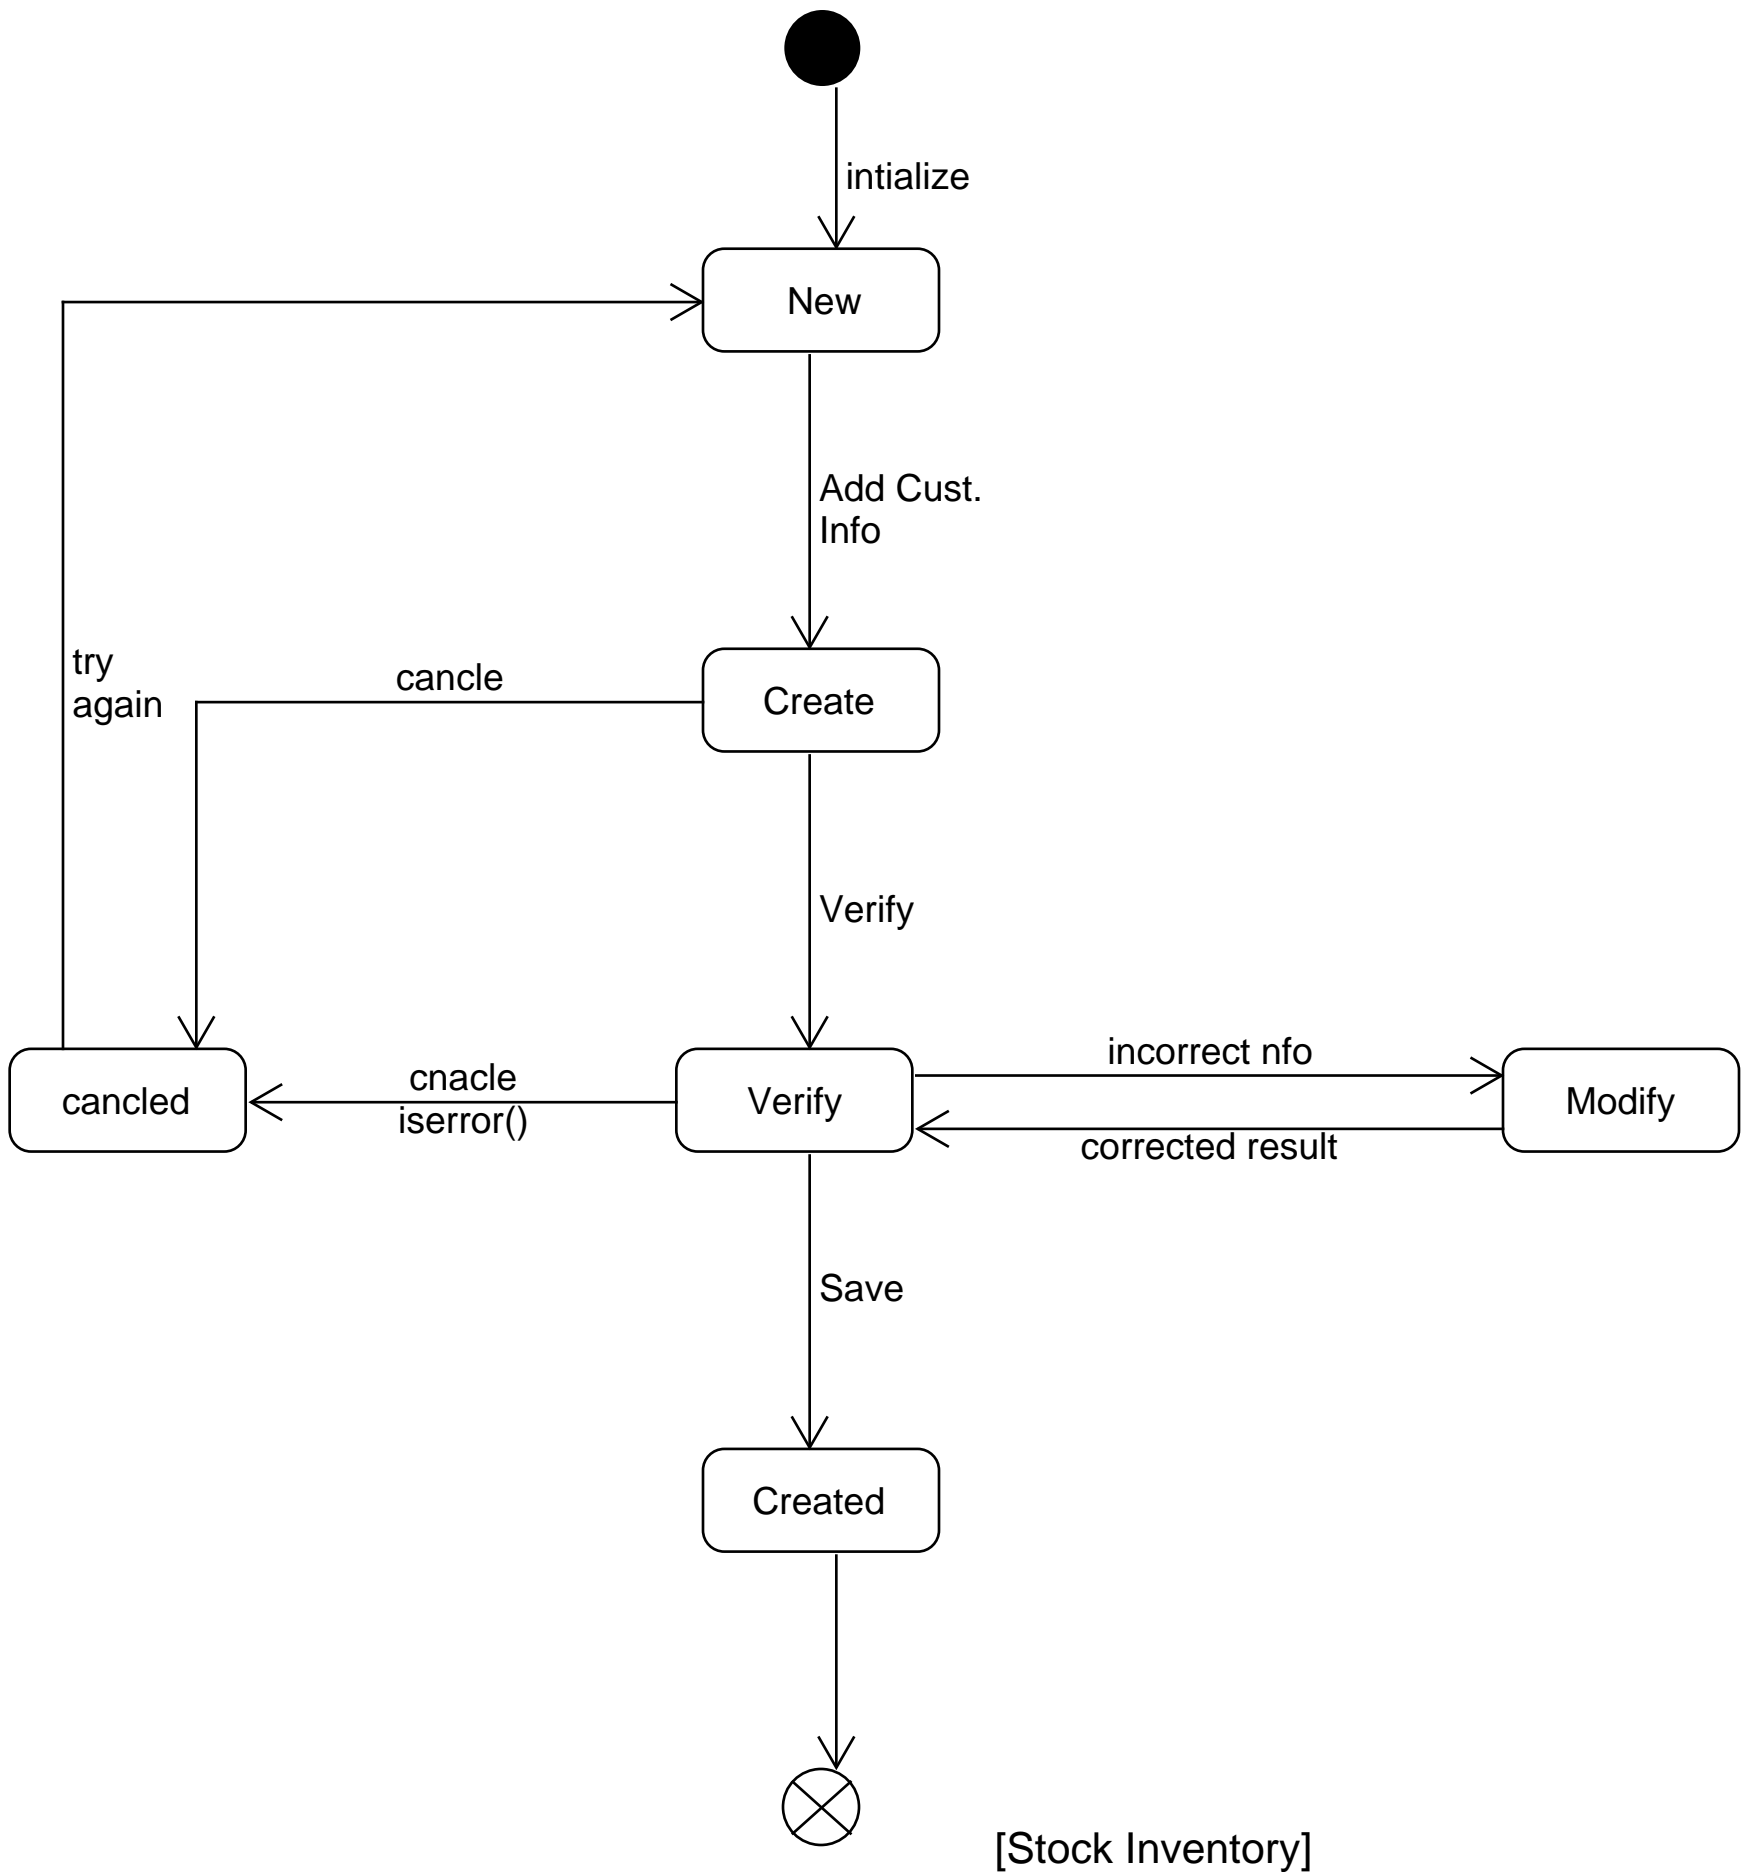 intialize
New
Add Cust.
Info
try
again
cancle
Create
Verify
cancled
cnacle
iserror()
Verify
incorrect nfo
corrected result
Modify
Save
Created
[Stock Inventory]